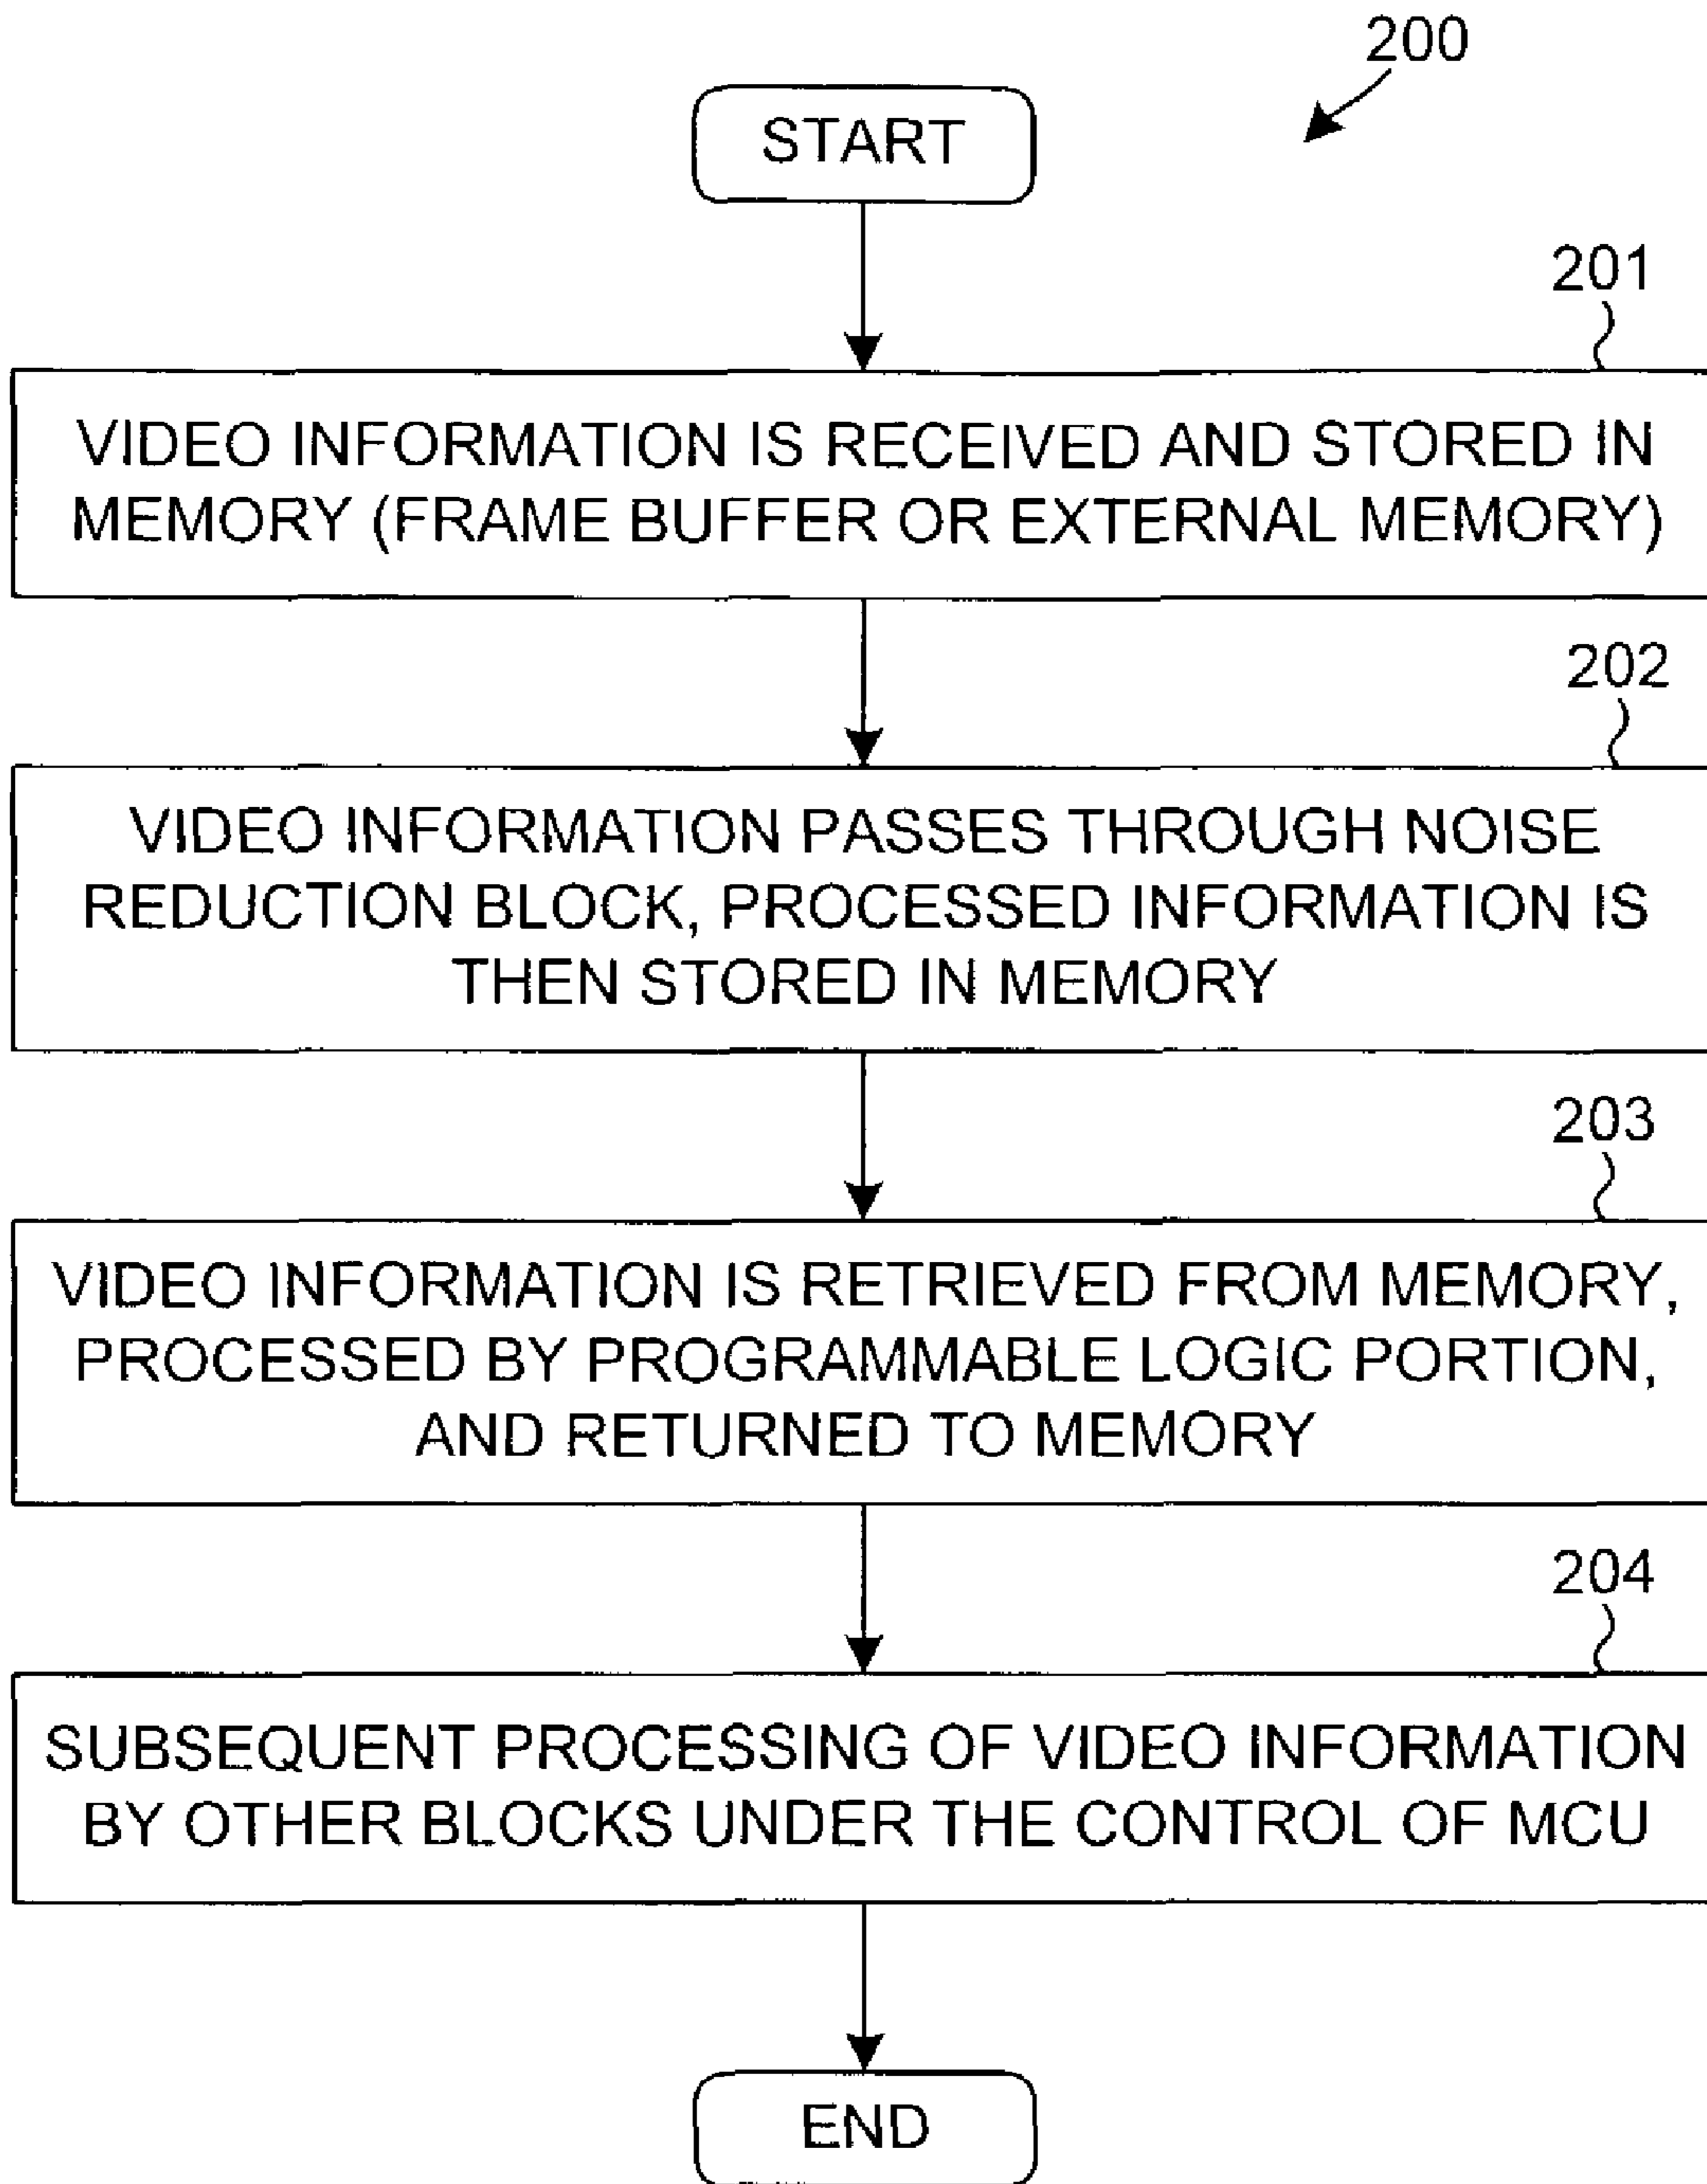 200
START
201
VIDEO INFORMATION IS RECEIVED AND STORED IN
MEMORY (FRAME BUFFER OR EXTERNAL MEMORY)
202
VIDEO INFORMATION PASSES THROUGH NOISE
REDUCTION BLOCK, PROCESSED INFORMATION IS
THEN STORED IN MEMORY
203
VIDEO INFORMATION IS RETRIEVED FROM MEMORY,
PROCESSED BY PROGRAMMABLE LOGIC PORTION,
AND RETURNED TO MEMORY
204
SUBSEQUENT PROCESSING OF VIDEO INFORMATION
BY OTHER BLOCKS UNDER THE CONTROL OF MCU
END